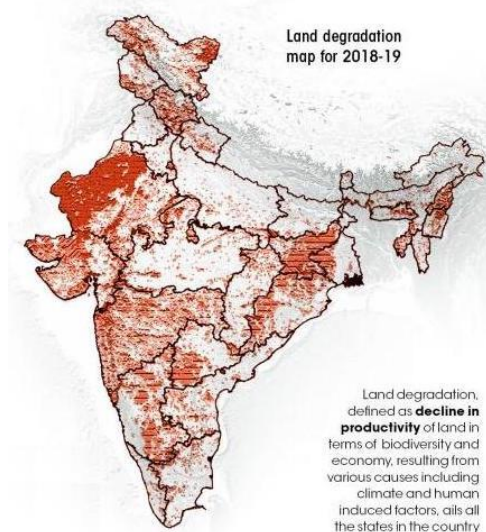 Land degradation
map for 2018-19
Land degradation,
defined as decline in
productivity of land in
terms of biodiversity and
economy, resulting from
various causes including
climate and human
induced factors, ails all
the states in the country